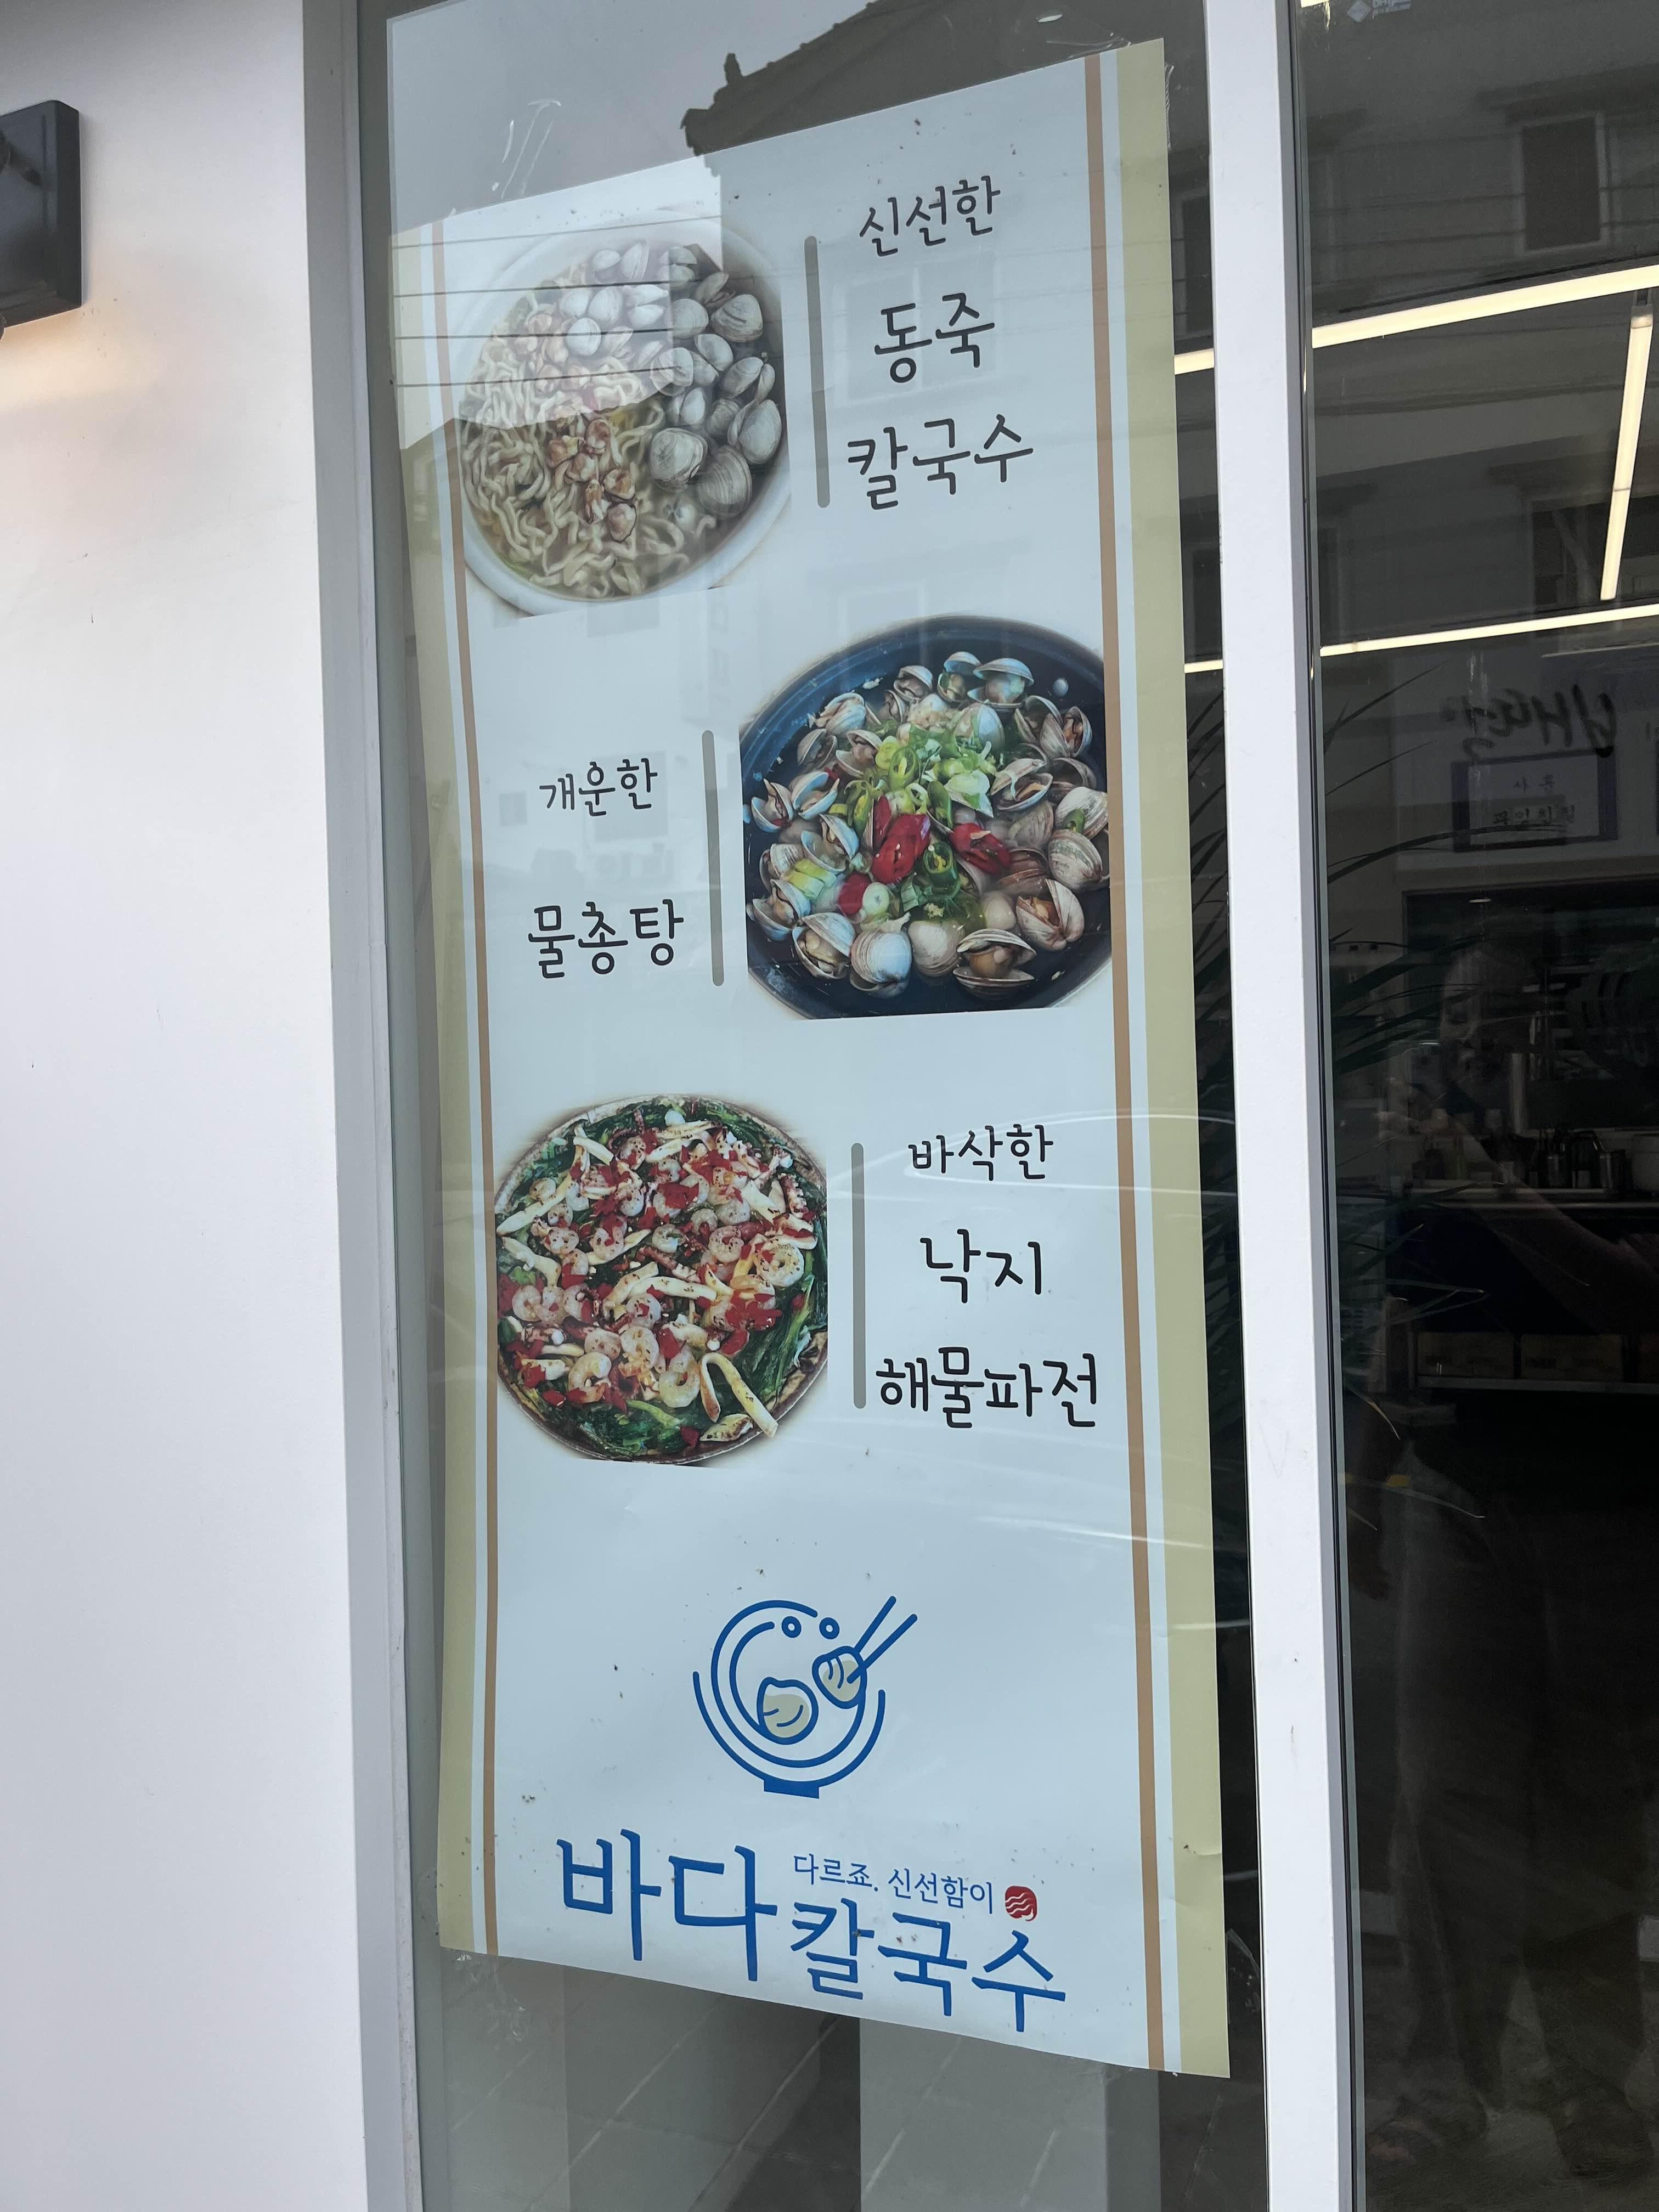 신선한
동죽
칼국수
개운한
물총탕
바삭한
낙지
해물파전
다르죠. 신선함이
바다칼국수